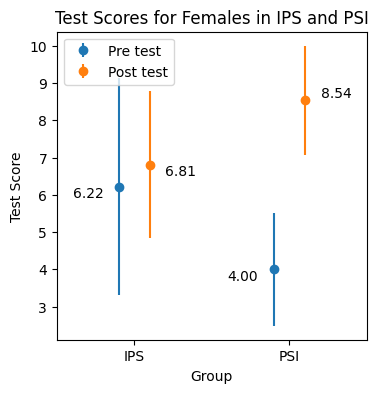 Test Scores for Females in IPS and PSI
Pre test
Post test
10
9
8
7
6
5
4
3
Test Score
6.22
6.81
4.00
8.54
IPS
PSI
Group